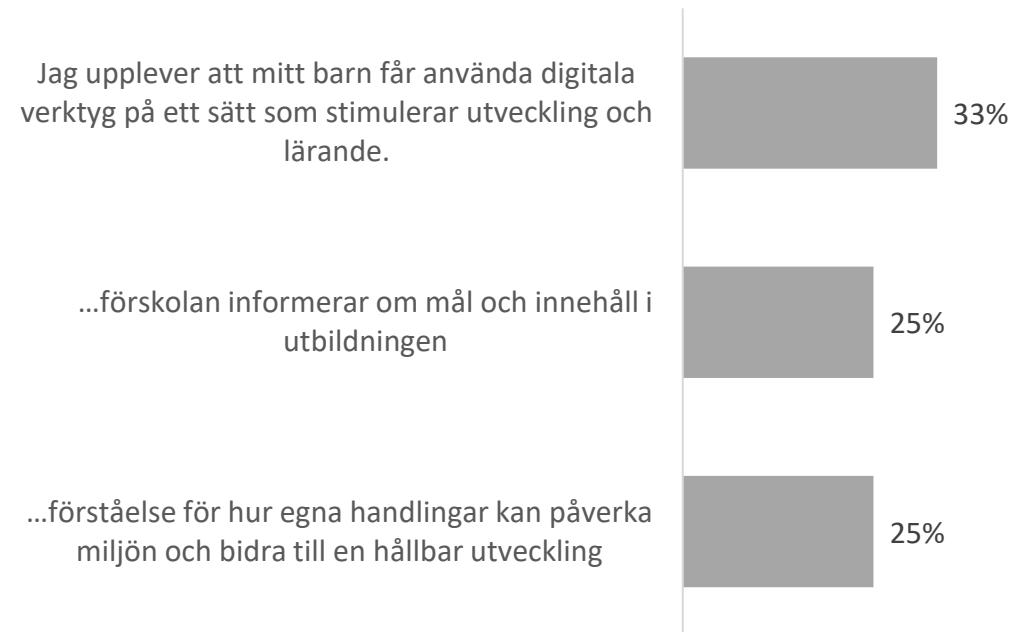 Jag upplever att mitt barn får använda digitala
verktyg på ett sätt som stimulerar utveckling och
lärande.
33%
…förskolan informerar om mål och innehåll i
utbildningen
25%
…förståelse för hur egna handlingar kan påverka
miljön och bidra till en hållbar utveckling
25%